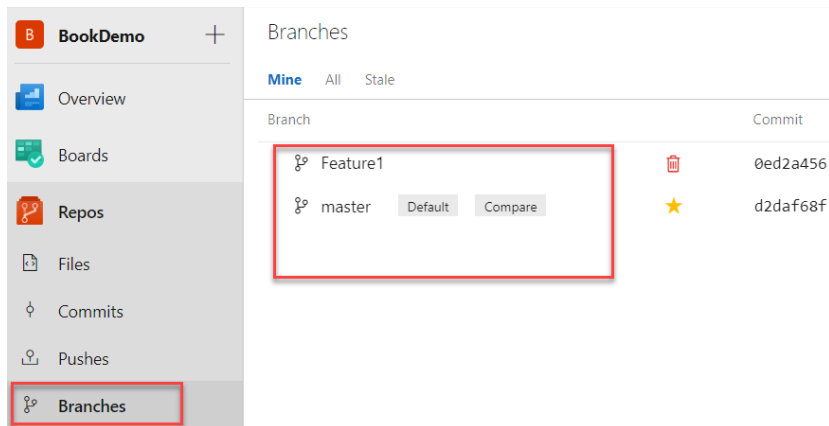 B BookDemo +
Overview
Boards
Repos
Files
Commits
Pushes
Branches
Branches
Mine All Stale
Branch Commit
Feature1 0ed2a456
master Default Compare d2daf68f